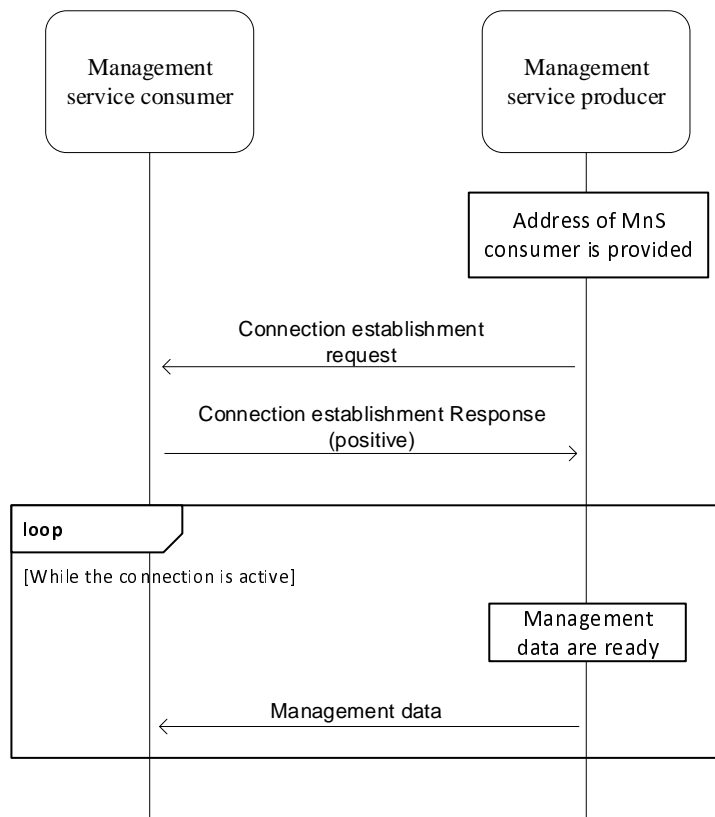 Management
service consumer
Management
service producer
Address of MnS
consumer is provided
Connection establishment
request
Connection establishment Response
(positive)
loop
[While the connection is active]
Management
data are ready
Management data